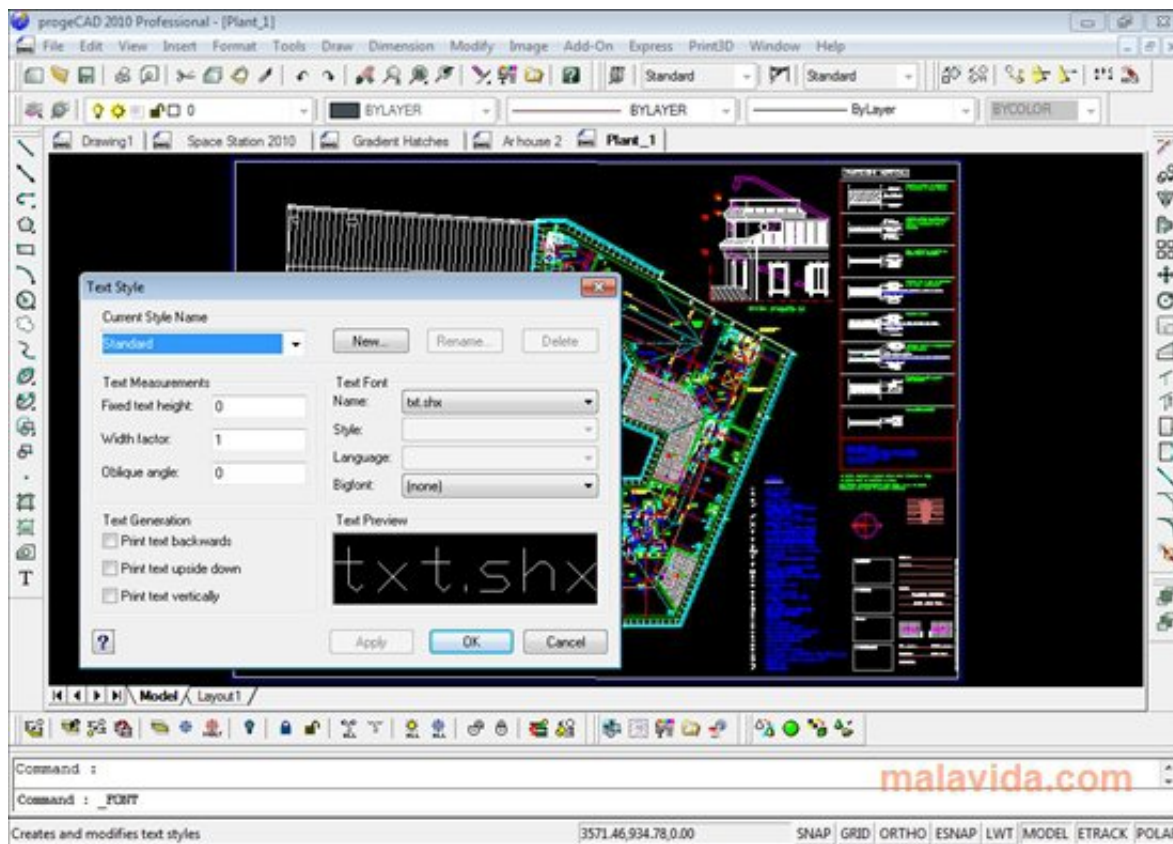 progeCAD 2010 Professional - [Plant_1]
File Edit View Insert Format Tools Draw Dimension Modify Image Add-On Express Print3D Window Help
Standard Standard
0 BYLAYER BYLAYER ByLayer BYCOLOR
Drawing1 Space Station 2010 Gradient Hatches Ar house 2 Plant_1
Text Style
Current Style Name
Standard New... Rename... Delete
Text Measurements Text Font
Fixed text height: 0 Name: txt.shx
Width factor: 1 Style:
Language:
Oblique angle: 0 Bigfont: (none)
Text Generation Text Preview
Print text backwards
Print text upside down txt.shx
Print text vertically
? Apply OK Cancel
Model Layout1
Command :
malavida.com
Command : _FONT
Creates and modifies text styles 3571.46,934.78,0.00 SNAP GRID ORTHO ESNAP LWT MODEL ETRACK POLA